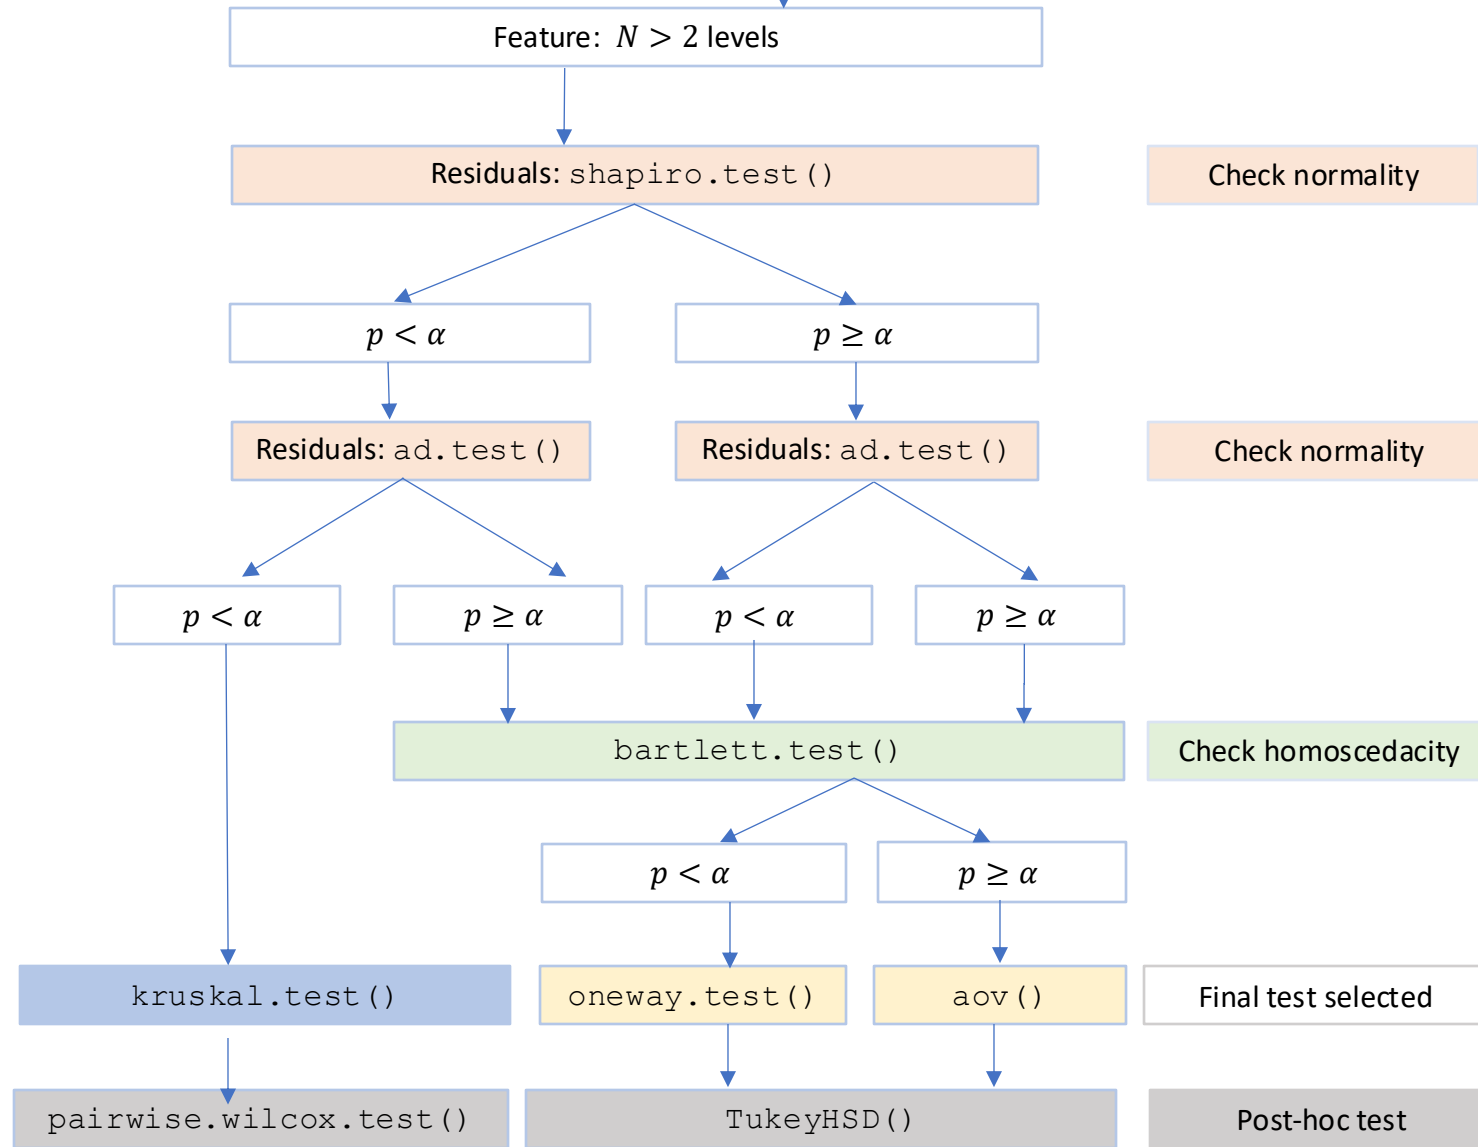 Feature: N > 2 levels
Residuals: shapiro.test()
Check normality
p < α
p ≥ α
Residuals: ad.test()
Residuals: ad.test()
Check normality
p < α
p ≥ α
p < α
p ≥ α
bartlett.test()
Check homoscedacity
p < α
p ≥ α
kruskal.test()
oneway.test()
aov()
Final test selected
pairwise.wilcox.test()
TukeyHSD()
Post-hoc test